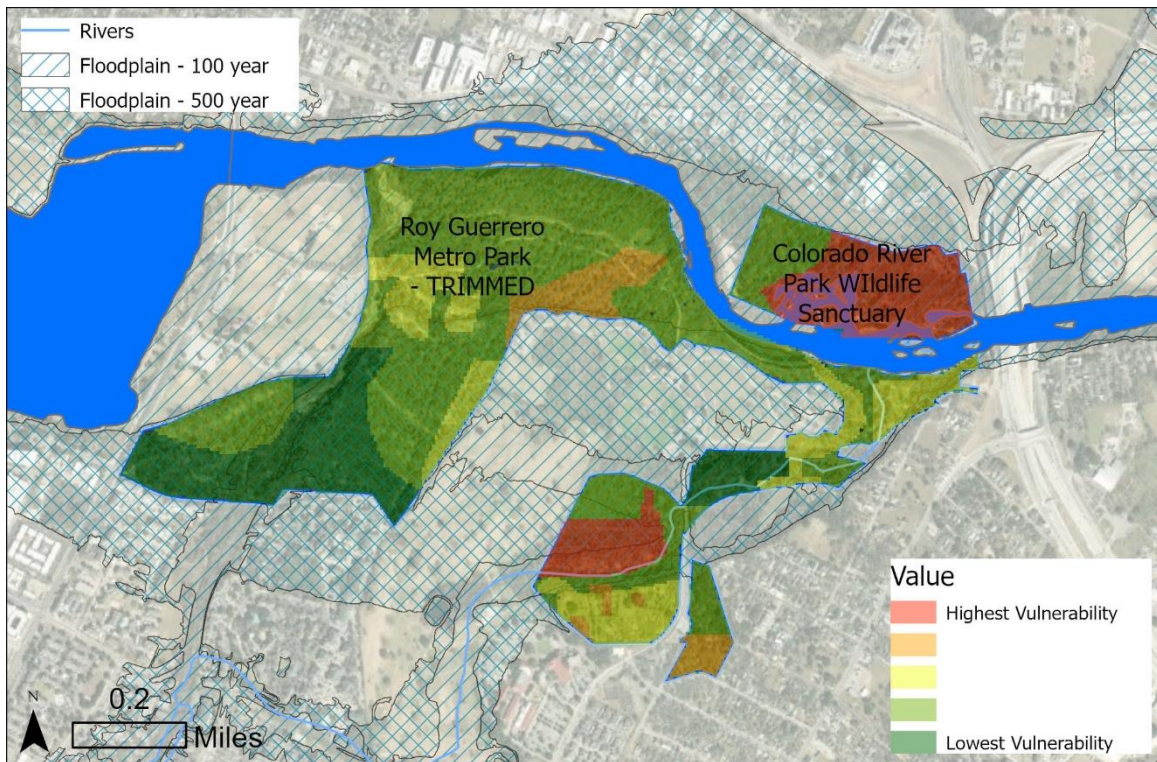 Rivers
Floodplain - 100 year
Floodplain - 500 year
Roy Guerrero
Metro Park
- TRIMMED
Colorado River
Park WIldlife
Sanctuary
Value
Highest Vulnerability
Lowest Vulnerability
N
0.2
Miles